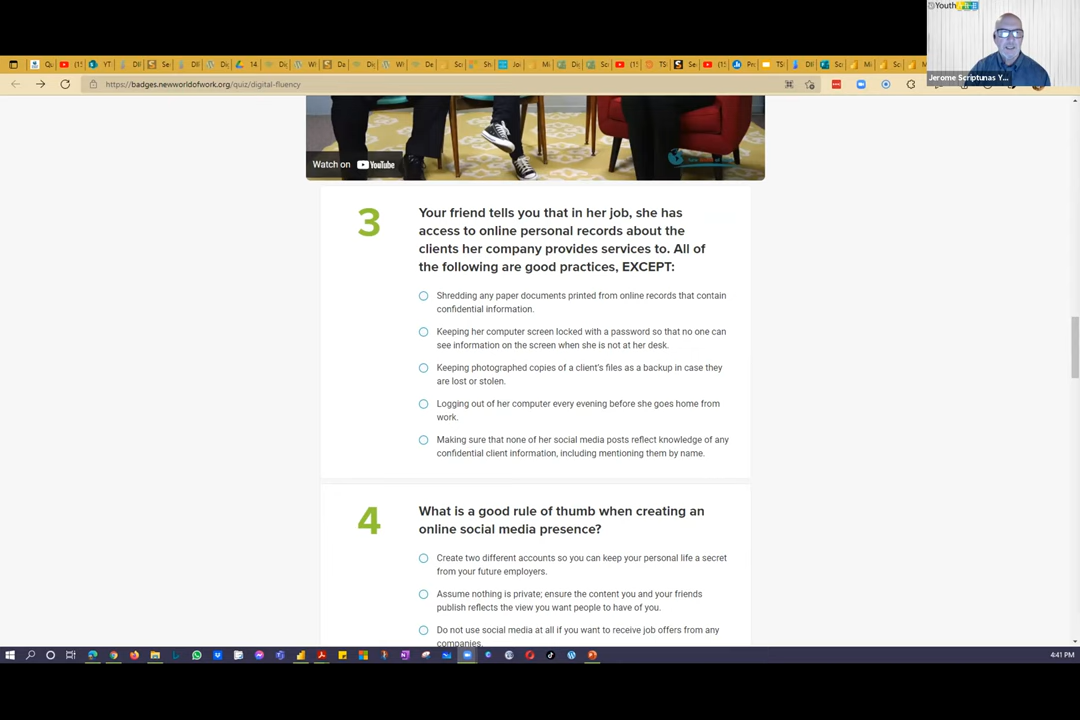 Youth
Jerome Scriptunas Y...
https://badges.newworldofwork.org/quiz/digital-fluency
Watch on YouTube
3
Your friend tells you that in her job, she has
access to online personal records about the
clients her company provides services to. All of
the following are good practices, EXCEPT:
Shredding any paper documents printed from online records that contain
confidential information.
Keeping her computer screen locked with a password so that no one can
see information on the screen when she is not at her desk.
Keeping photographed copies of a client's files as a backup in case they
are lost or stolen.
Logging out of her computer every evening before she goes home from
work.
Making sure that none of her social media posts reflect knowledge of any
confidential client information, including mentioning them by name.
4
What is a good rule of thumb when creating an
online social media presence?
Create two different accounts so you can keep your personal life a secret
from your future employers.
Assume nothing is private; ensure the content you and your friends
publish reflects the view you want people to have of you.
Do not use social media at all if you want to receive job offers from any
companies.
4:41 PM